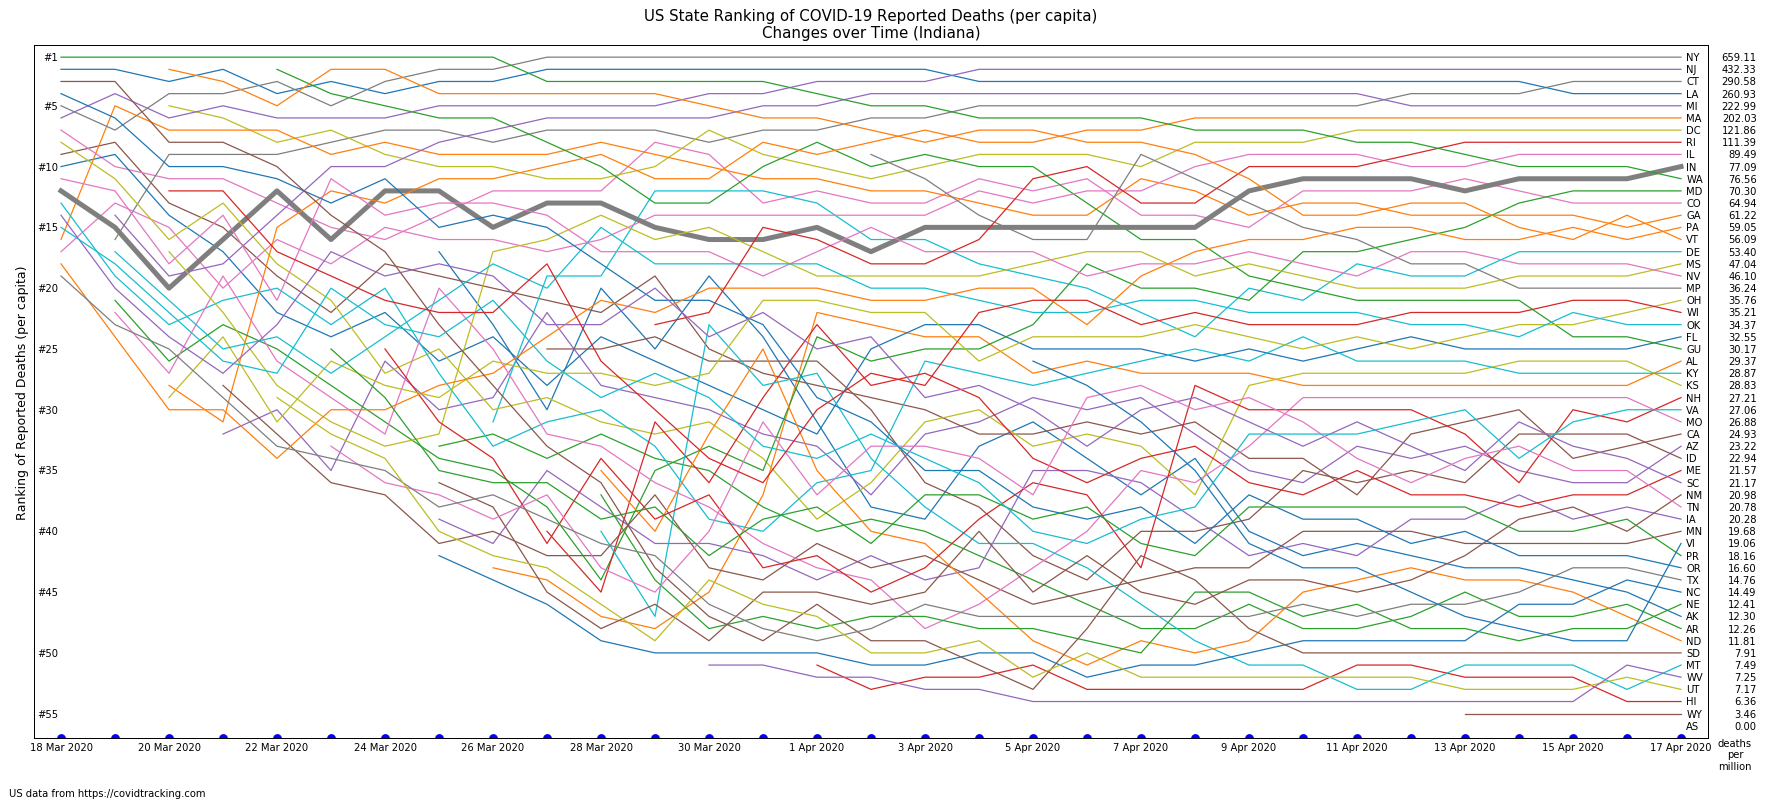 US State Ranking of COVID-19 Reported Deaths (per capita)
Changes over Time (Indiana)
Ranking of Reported Deaths (per capita)
#1
#5
#10
#15
#20
#25
#30
#35
#40
#45
#50
#55
NY 659.11
NJ 432.33
CT 290.58
LA 260.93
MI 222.99
MA 202.03
DC 121.86
RI 111.39
IL 89.49
IN 77.09
WA 76.56
MD 70.30
CO 64.94
GA 61.22
PA 59.05
VT 56.09
DE 53.40
MS 47.04
NV 46.10
MP 36.24
OH 35.76
WI 35.21
OK 34.37
FL 32.55
GU 30.17
AL 29.37
KY 28.87
KS 28.83
NH 27.21
VA 27.06
MO 26.88
CA 24.93
AZ 23.22
ID 22.94
ME 21.57
SC 21.17
NM 20.98
TN 20.78
IA 20.28
MN 19.68
VI 19.06
PR 18.16
OR 16.60
TX 14.76
NC 14.49
NE 12.41
AK 12.30
AR 12.26
ND 11.81
SD 7.91
MT 7.49
WV 7.25
UT 7.17
HI 6.36
WY 3.46
AS 0.00
18 Mar 2020
20 Mar 2020
22 Mar 2020
24 Mar 2020
26 Mar 2020
28 Mar 2020
30 Mar 2020
1 Apr 2020
3 Apr 2020
5 Apr 2020
7 Apr 2020
9 Apr 2020
11 Apr 2020
13 Apr 2020
15 Apr 2020
17 Apr 2020
deaths
per
million
US data from https://covidtracking.com